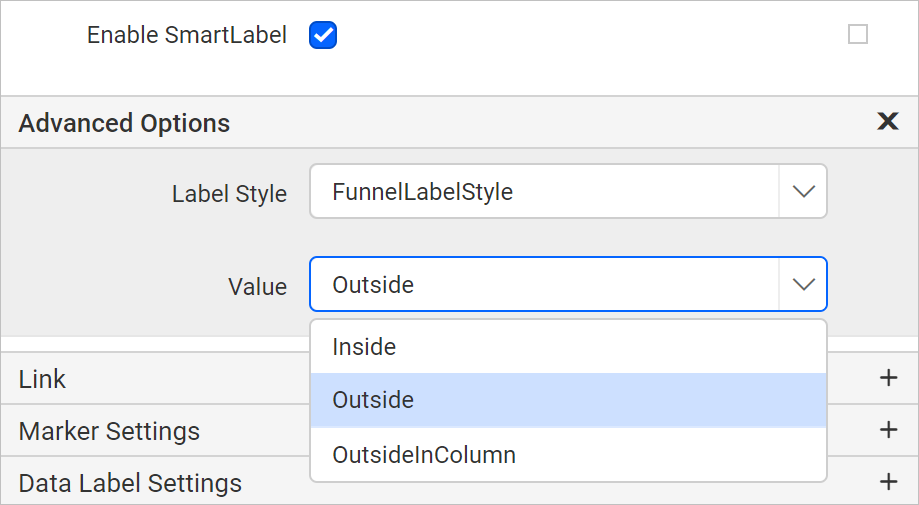 Enable SmartLabel
Advanced Options
Label Style FunnelLabelStyle
Value Outside
Inside
Link
Outside
Marker Settings
OutsideInColumn
Data Label Settings